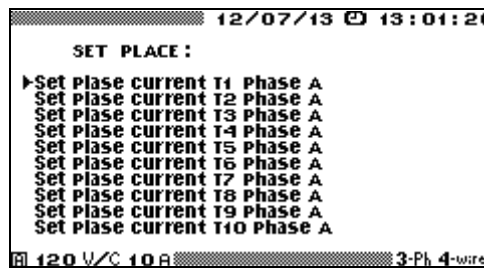 12/07/13 13:01:20
SET PLACE:
Set Plase current T1 Phase A
Set Plase current T2 Phase A
Set Plase current T3 Phase A
Set Plase current T4 Phase A
Set Plase current T5 Phase A
Set Plase current T6 Phase A
Set Plase current T7 Phase A
Set Plase current T8 Phase A
Set Plase current T9 Phase A
Set Plase current T10 Phase A
A 120 V/C 10 A 3-Ph 4-wire